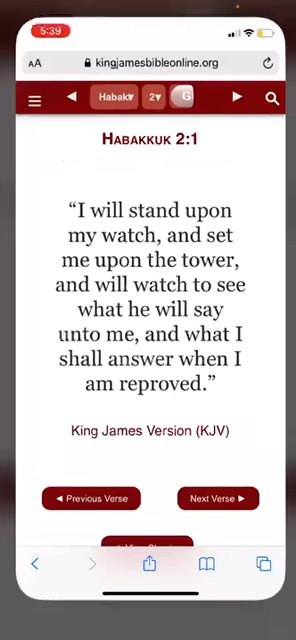 5:39
AA kingjamesbibleonline.org
Habak▾ 2▾ G
HABAKKUK 2:1
“I will stand upon
my watch, and set
me upon the tower,
and will watch to see
what he will say
unto me, and what I
shall answer when I
am reproved.”
King James Version (KJV)
◄ Previous Verse Next Verse ►